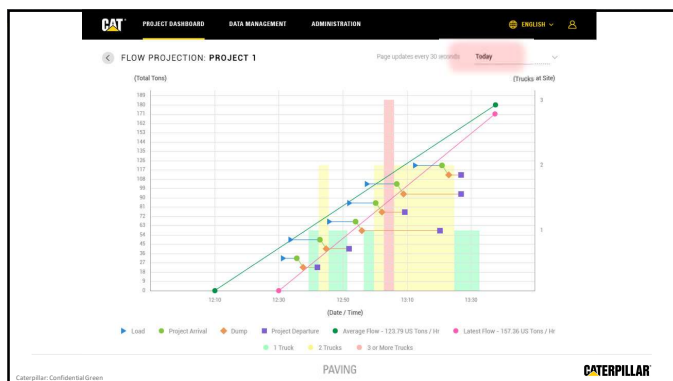 CAT
PROJECT DASHBOARD DATA MANAGEMENT ADMINISTRATION ENGLISH
FLOW PROJECTION: PROJECT 1 Page updates every 30 seconds Today
(Total Tons) (Trucks at Site)
189
180
171
162
153
144
135
126
117
108
99
90
81
72
63
54
45
36
27
18
9
0
3
2
1
12:10 12:30 12:50 13:10 13:30
(Date / Time)
Load Project Arrival Dump Project Departure Average Flow - 123.79 US Tons / Hr Latest Flow - 157.36 US Tons / Hr
1 Truck 2 Trucks 3 or More Trucks
Caterpillar: Confidential Green
PAVING
CATERPILLAR